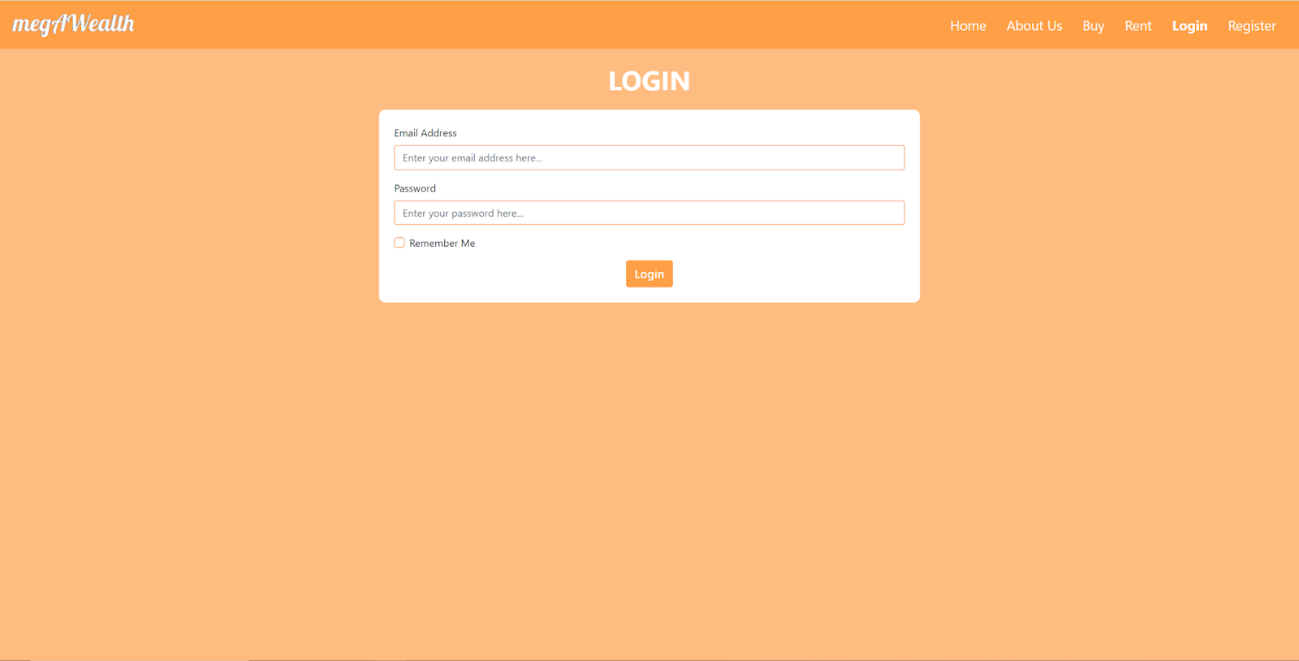 megAWealth
Home About Us Buy Rent Login Register
LOGIN
Email Address
Enter your email address here...
Password
Enter your password here...
Remember Me
Login